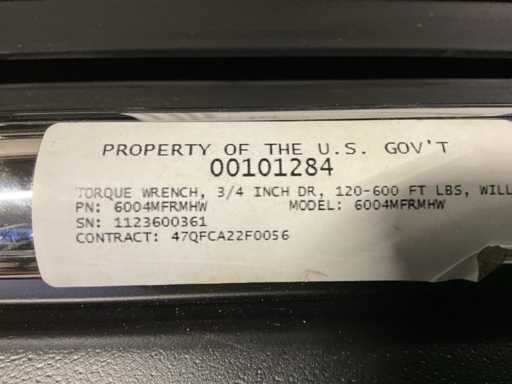 PROPERTY OF THE U.S. GOV'T
00101284
TORQUE WRENCH, 3/4 INCH DR, 120-600 FT LBS, WILL
PN: 6004MFRMHW MODEL: 6004MFRMHW
SN: 1123600361
CONTRACT: 47QFCA22F0056